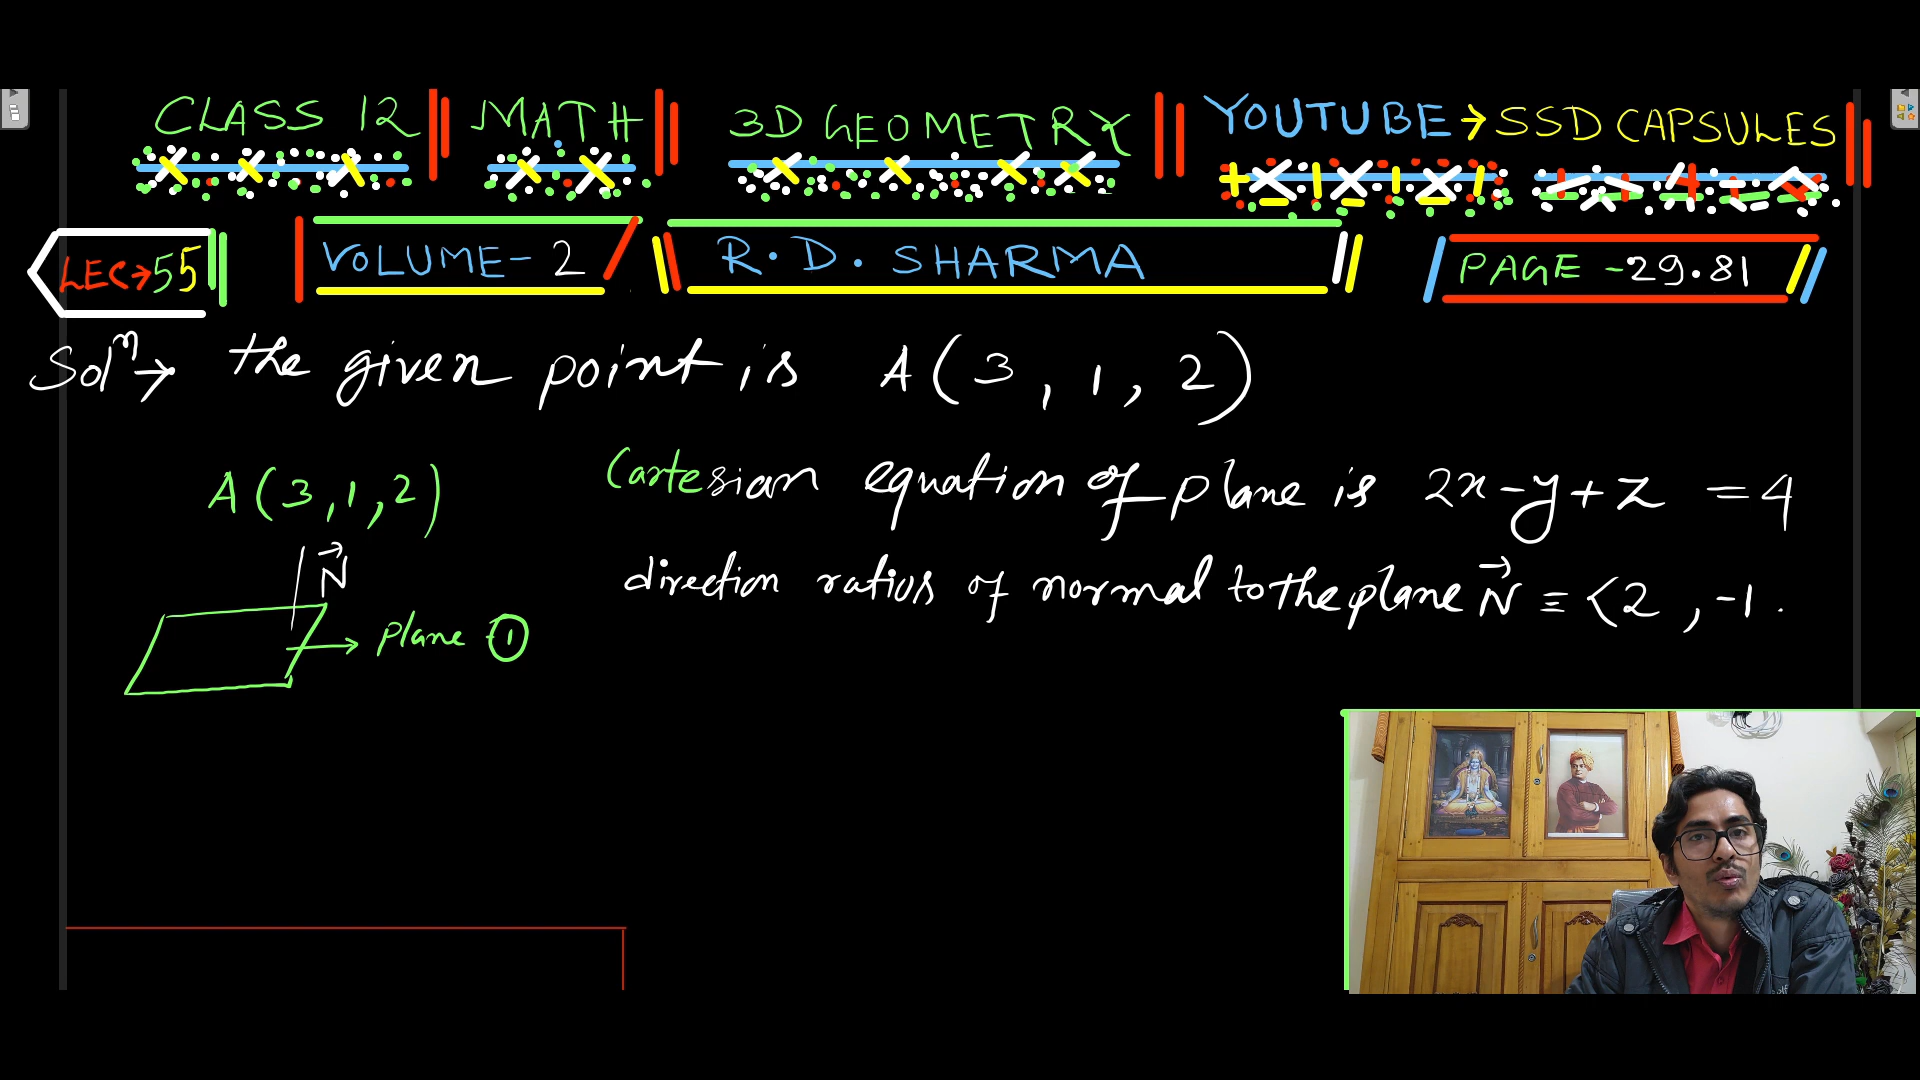 CLASS 12 MATH 3D GEOMETRY YOUTUBE → SSD CAPSULES
LEC→55 VOLUME-2 R.D. SHARMA PAGE -29.81
Solⁿ→ the given point is A(3, 1, 2)
A(3,1,2)
Cartesian equation of plane is 2x-y+z = 4
N⃗
direction ratios of normal to the plane N⃗ ≡ <2, -1 .
→ plane ①